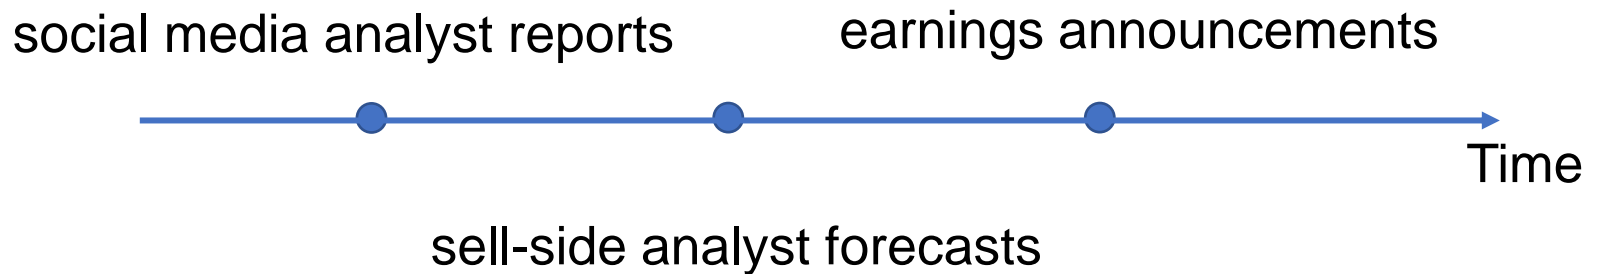 social media analyst reports
earnings announcements
Time
sell-side analyst forecasts